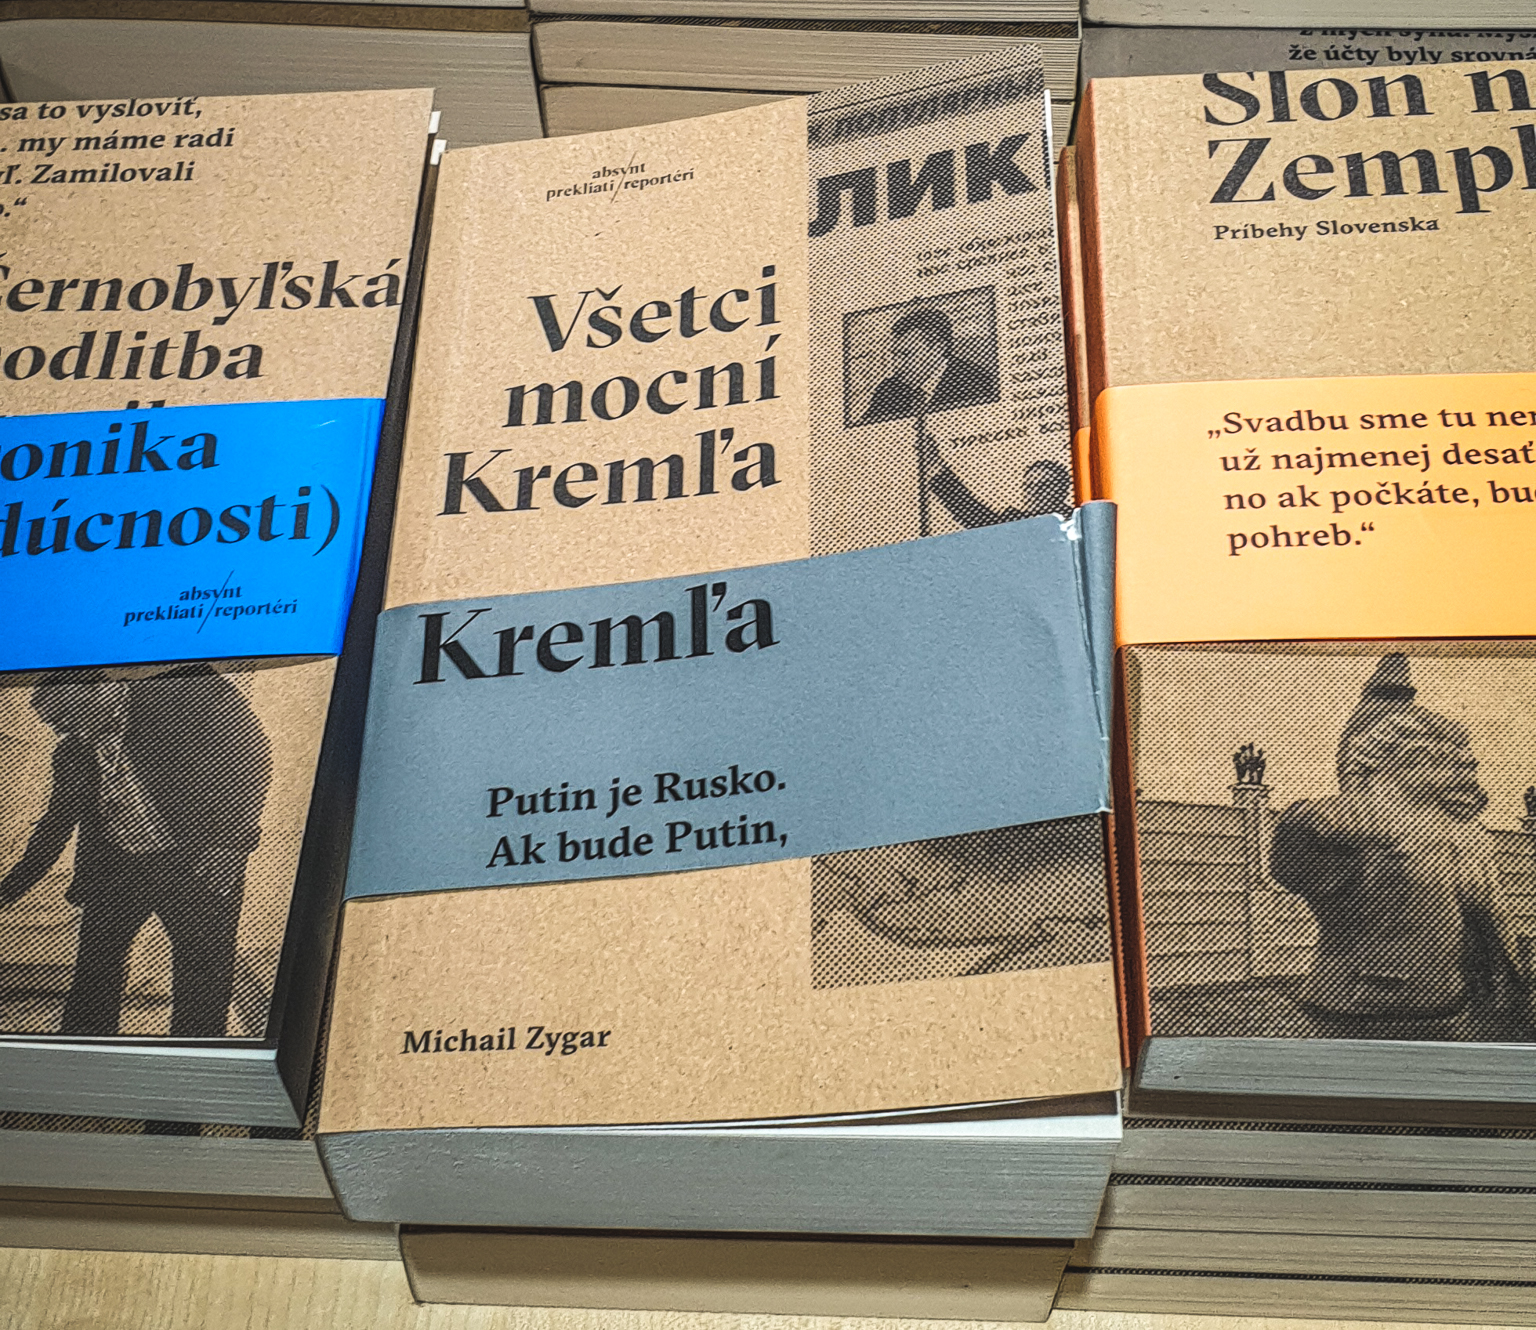 sa to vysloviť,
my máme radi
Zamilovali
Černobyľská
odlitba
onika
dúcnosti)
absynt
prekliati/reportéri
absynt
prekliati/reportéri
ЛИК
Všetci
mocní
Kremľa
Kremľa
Putin je Rusko.
Ak bude Putin,
Michail Zygar
že účty byly srovná
Slon n
Zempl
Príbehy Slovenska
„Svadbu sme tu ne
už najmenej desať
no ak počkáte, bu
pohreb.“